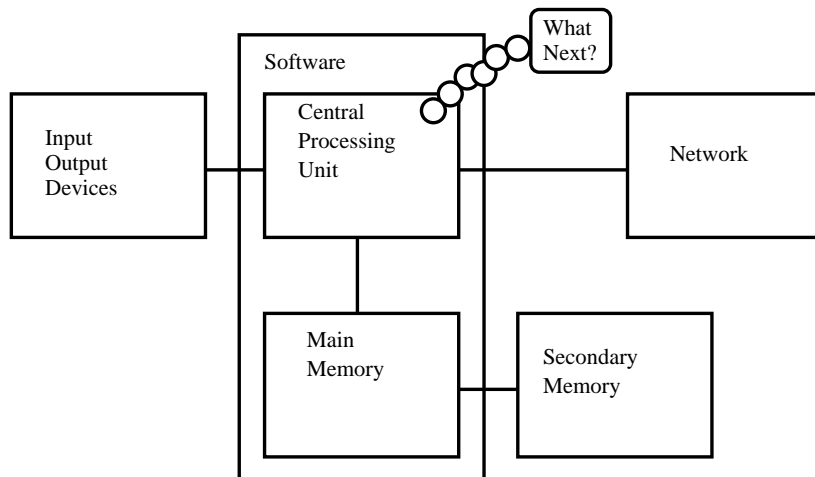 What
Next?
Software
Input
Output
Devices
Central
Processing
Unit
Network
Main
Memory
Secondary
Memory